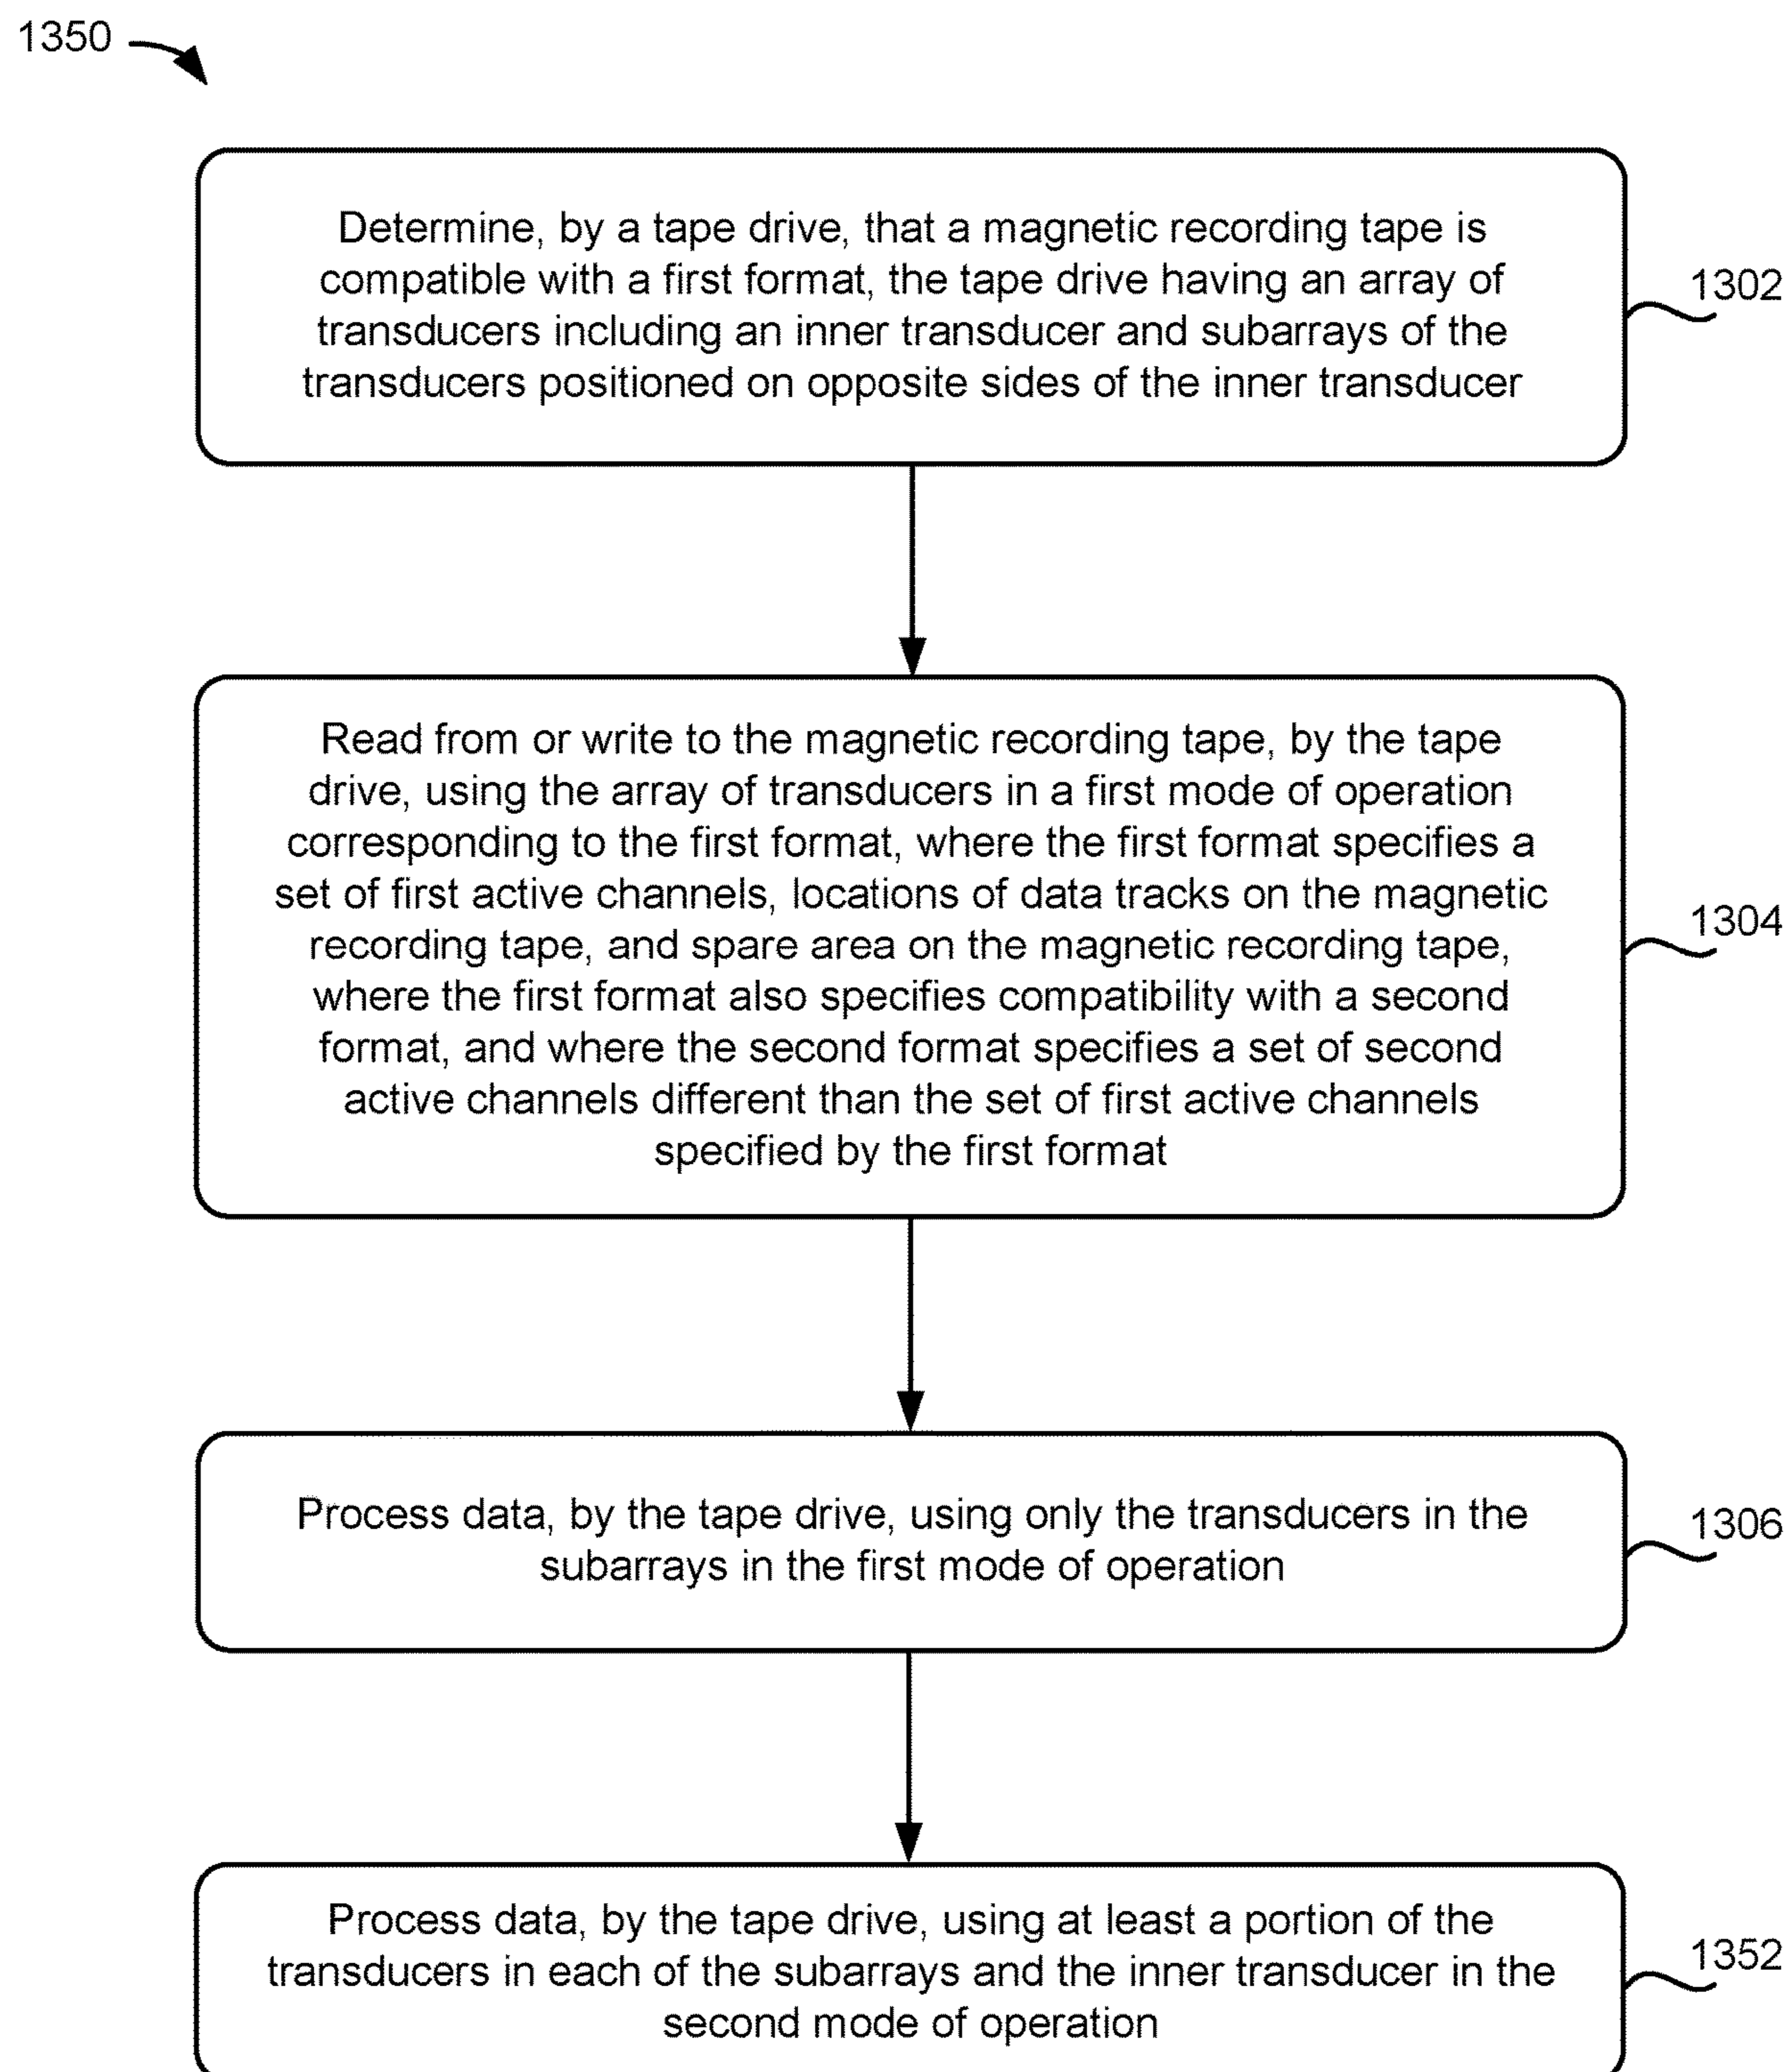 1350
Determine, by a tape drive, that a magnetic recording tape is
compatible with a first format, the tape drive having an array of
transducers including an inner transducer and subarrays of the
transducers positioned on opposite sides of the inner transducer
1302
Read from or write to the magnetic recording tape, by the tape
drive, using the array of transducers in a first mode of operation
corresponding to the first format, where the first format specifies a
set of first active channels, locations of data tracks on the magnetic
recording tape, and spare area on the magnetic recording tape,
where the first format also specifies compatibility with a second
format, and where the second format specifies a set of second
active channels different than the set of first active channels
specified by the first format
1304
Process data, by the tape drive, using only the transducers in the
subarrays in the first mode of operation
1306
Process data, by the tape drive, using at least a portion of the
transducers in each of the subarrays and the inner transducer in the
second mode of operation
1352